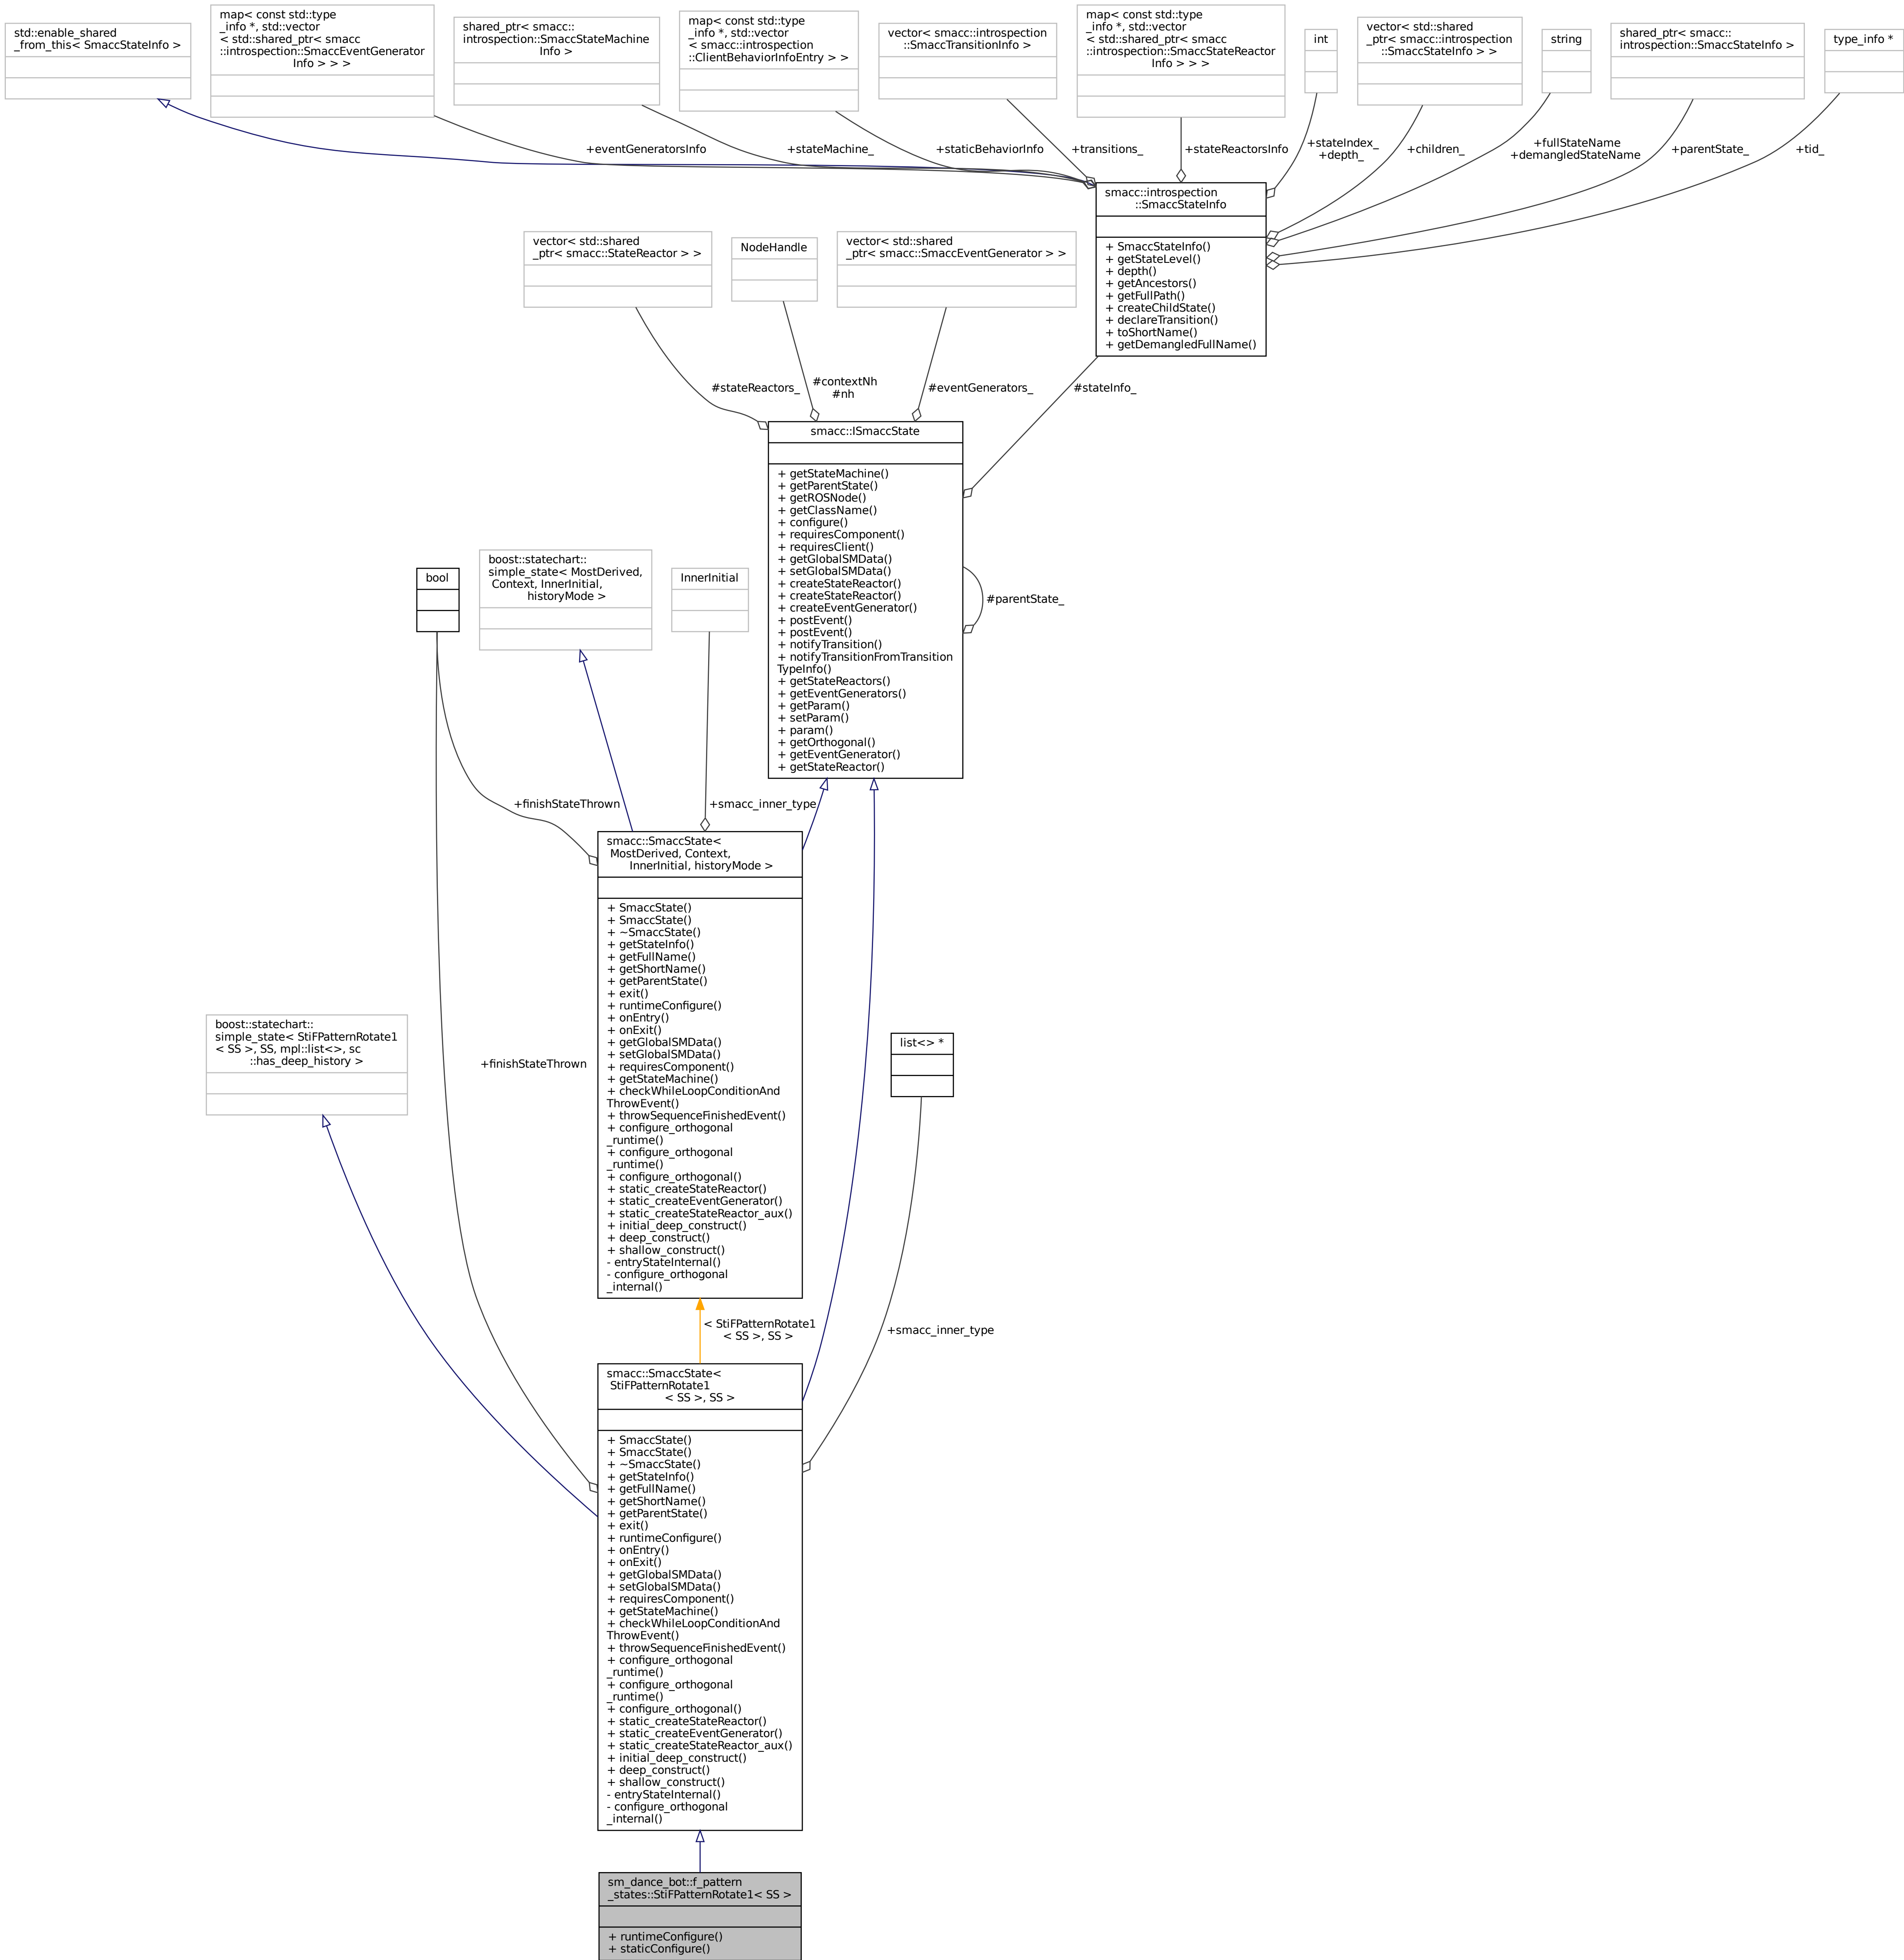 std::enable_shared
_from_this< SmaccStateInfo >
map< const std::type
_info *, std::vector
< std::shared_ptr< smacc
::introspection::SmaccEventGenerator
Info > > >
shared_ptr< smacc::
introspection::SmaccStateMachine
Info >
map< const std::type
_info *, std::vector
< smacc::introspection
::ClientBehaviorInfoEntry > >
vector< smacc::introspection
::SmaccTransitionInfo >
map< const std::type
_info *, std::vector
< std::shared_ptr< smacc
::introspection::SmaccStateReactor
Info > > >
int
vector< std::shared
_ptr< smacc::introspection
::SmaccStateInfo > >
string
shared_ptr< smacc::
introspection::SmaccStateInfo >
type_info *
+eventGeneratorsInfo
+stateMachine_
+staticBehaviorInfo
+transitions_
+stateReactorsInfo
+stateIndex_
+depth_
+children_
+fullStateName
+demangledStateName
+parentState_
+tid_
smacc::introspection
::SmaccStateInfo
+ SmaccStateInfo()
+ getStateLevel()
+ depth()
+ getAncestors()
+ getFullPath()
+ createChildState()
+ declareTransition()
+ toShortName()
+ getDemangledFullName()
vector< std::shared
_ptr< smacc::StateReactor > >
NodeHandle
vector< std::shared
_ptr< smacc::SmaccEventGenerator > >
#stateReactors_
#contextNh
#nh
#eventGenerators_
#stateInfo_
smacc::ISmaccState
+ getStateMachine()
+ getParentState()
+ getROSNode()
+ getClassName()
+ configure()
+ requiresComponent()
+ requiresClient()
+ getGlobalSMData()
+ setGlobalSMData()
+ createStateReactor()
+ createStateReactor()
+ createEventGenerator()
+ postEvent()
+ postEvent()
+ notifyTransition()
+ notifyTransitionFromTransition
TypeInfo()
+ getStateReactors()
+ getEventGenerators()
+ getParam()
+ setParam()
+ param()
+ getOrthogonal()
+ getEventGenerator()
+ getStateReactor()
#parentState_
bool
boost::statechart::
simple_state< MostDerived,
Context, InnerInitial,
historyMode >
InnerInitial
+finishStateThrown
+smacc_inner_type
smacc::SmaccState<
MostDerived, Context,
InnerInitial, historyMode >
+ SmaccState()
+ SmaccState()
+ ~SmaccState()
+ getStateInfo()
+ getFullName()
+ getShortName()
+ getParentState()
+ exit()
+ runtimeConfigure()
+ onEntry()
+ onExit()
+ getGlobalSMData()
+ setGlobalSMData()
+ requiresComponent()
+ getStateMachine()
+ checkWhileLoopConditionAnd
ThrowEvent()
+ throwSequenceFinishedEvent()
+ configure_orthogonal
_runtime()
+ configure_orthogonal
_runtime()
+ configure_orthogonal()
+ static_createStateReactor()
+ static_createEventGenerator()
+ static_createStateReactor_aux()
+ initial_deep_construct()
+ deep_construct()
+ shallow_construct()
- entryStateInternal()
- configure_orthogonal
_internal()
boost::statechart::
simple_state< StiFPatternRotate1
< SS >, SS, mpl::list<>, sc
::has_deep_history >
+finishStateThrown
list<> *
< StiFPatternRotate1
< SS >, SS >
+smacc_inner_type
smacc::SmaccState<
StiFPatternRotate1
< SS >, SS >
+ SmaccState()
+ SmaccState()
+ ~SmaccState()
+ getStateInfo()
+ getFullName()
+ getShortName()
+ getParentState()
+ exit()
+ runtimeConfigure()
+ onEntry()
+ onExit()
+ getGlobalSMData()
+ setGlobalSMData()
+ requiresComponent()
+ getStateMachine()
+ checkWhileLoopConditionAnd
ThrowEvent()
+ throwSequenceFinishedEvent()
+ configure_orthogonal
_runtime()
+ configure_orthogonal
_runtime()
+ configure_orthogonal()
+ static_createStateReactor()
+ static_createEventGenerator()
+ static_createStateReactor_aux()
+ initial_deep_construct()
+ deep_construct()
+ shallow_construct()
- entryStateInternal()
- configure_orthogonal
_internal()
sm_dance_bot::f_pattern
_states::StiFPatternRotate1< SS >
+ runtimeConfigure()
+ staticConfigure()